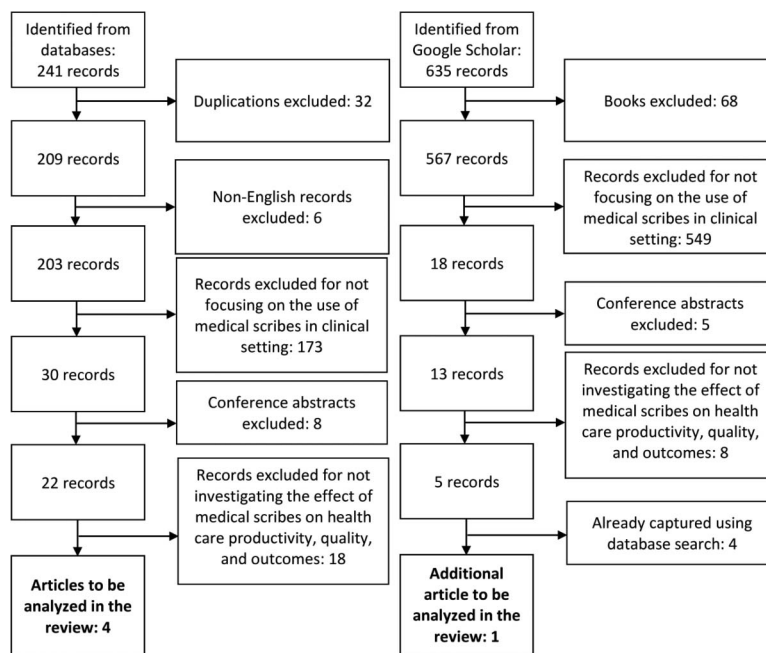 Identified from
databases:
241 records
Duplications excluded: 32
209 records
Non-English records
excluded: 6
203 records
Records excluded for not
focusing on the use of
medical scribes in clinical
setting: 173
30 records
Conference abstracts
excluded: 8
22 records
Records excluded for not
investigating the effect of
medical scribes on health
care productivity, quality,
and outcomes: 18
Articles to be
analyzed in the
review: 4
Identified from
Google Scholar:
635 records
Books excluded: 68
567 records
Records excluded for not
focusing on the use of
medical scribes in clinical
setting: 549
18 records
Conference abstracts
excluded: 5
13 records
Records excluded for not
investigating the effect of
medical scribes on health
care productivity, quality,
and outcomes: 8
5 records
Already captured using
database search: 4
Additional
article to be
analyzed in the
review: 1